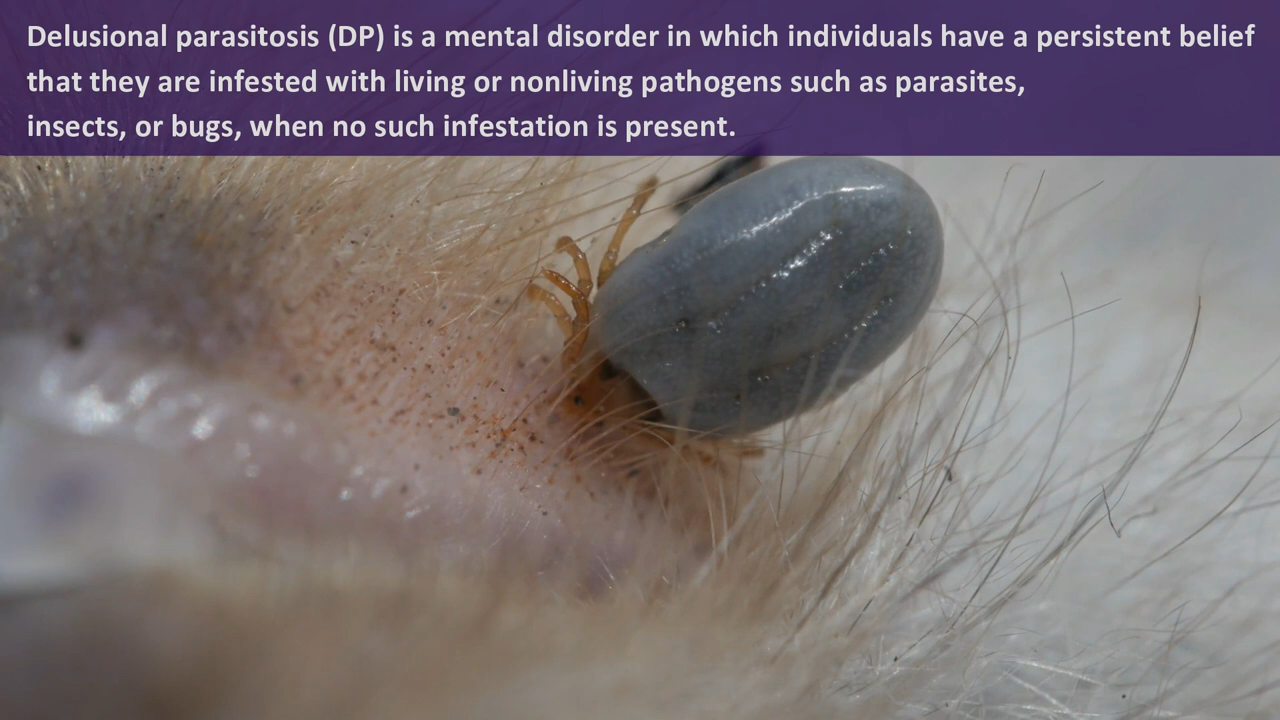 Delusional parasitosis (DP) is a mental disorder in which individuals have a persistent belief
that they are infested with living or nonliving pathogens such as parasites,
insects, or bugs, when no such infestation is present.